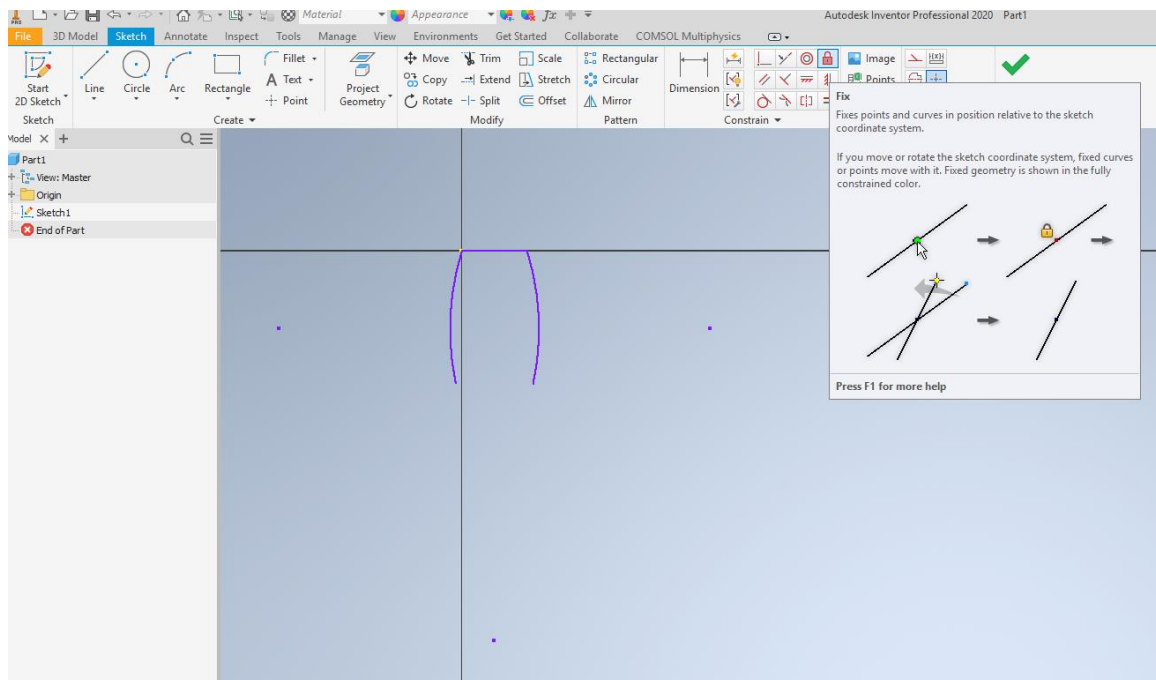 PRO
Material
Appearance
fx
Autodesk Inventor Professional 2020 Part1
File 3D Model Sketch Annotate Inspect Tools Manage View Environments Get Started Collaborate COMSOL Multiphysics
Start
2D Sketch
Line
Circle
Arc
Rectangle
Fillet
A Text
Point
Project
Geometry
Move Trim Scale
Copy Extend Stretch
Rotate Split Offset
Rectangular
Circular
Mirror
Dimension
Image
Points
Sketch Create Modify Pattern Constrain
Model X +
Part1
View: Master
Origin
Sketch1
End of Part
Fix
Fixes points and curves in position relative to the sketch
coordinate system.
If you move or rotate the sketch coordinate system, fixed curves
or points move with it. Fixed geometry is shown in the fully
constrained color.
Press F1 for more help